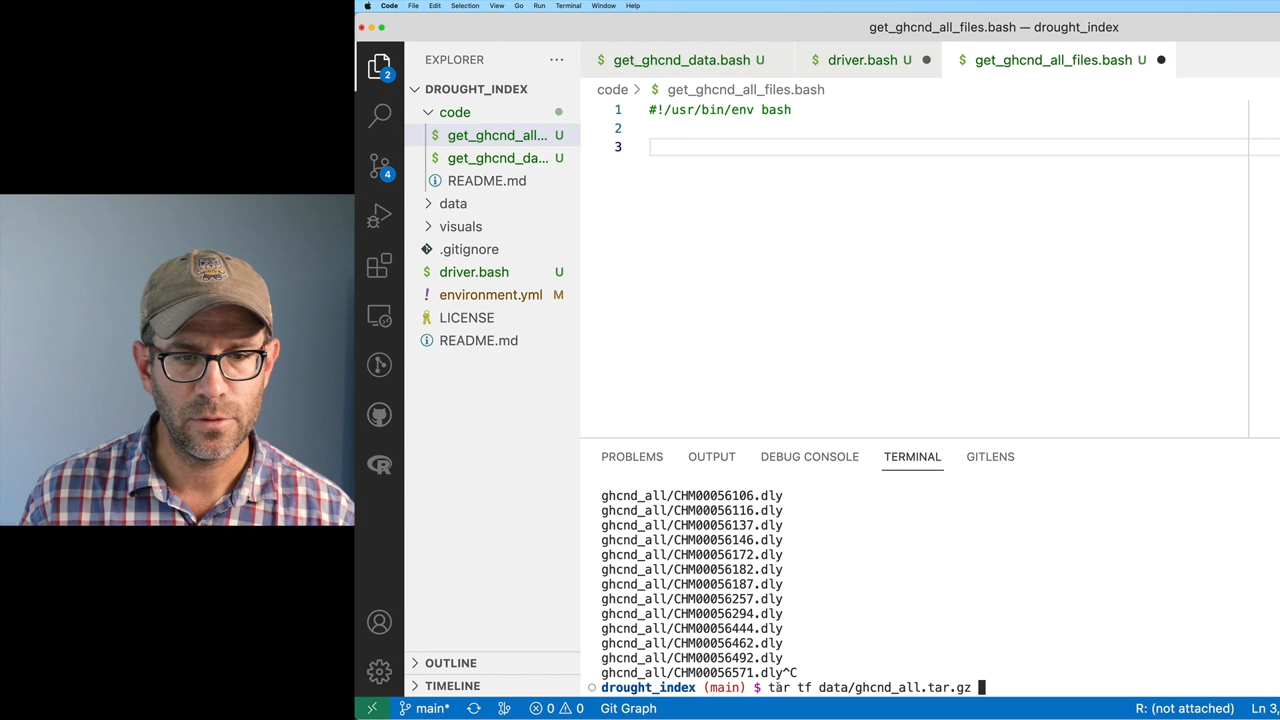 Code File Edit Selection View Go Run Terminal Window Help
get_ghcnd_all_files.bash — drought_index
2
EXPLORER ···
$ get_ghcnd_data.bash U
$ driver.bash U
$ get_ghcnd_all_files.bash U
DROUGHT_INDEX
code > $ get_ghcnd_all_files.bash
code
$ get_ghcnd_all... U
$ get_ghcnd_da... U
README.md
data
visuals
.gitignore
$ driver.bash U
! environment.yml M
LICENSE
README.md
4
1 #!/usr/bin/env bash
2
3
PROBLEMS OUTPUT DEBUG CONSOLE TERMINAL GITLENS
ghcnd_all/CHM00056106.dly
ghcnd_all/CHM00056116.dly
ghcnd_all/CHM00056137.dly
ghcnd_all/CHM00056146.dly
ghcnd_all/CHM00056172.dly
ghcnd_all/CHM00056182.dly
ghcnd_all/CHM00056187.dly
ghcnd_all/CHM00056257.dly
ghcnd_all/CHM00056294.dly
ghcnd_all/CHM00056444.dly
ghcnd_all/CHM00056462.dly
ghcnd_all/CHM00056492.dly
ghcnd_all/CHM00056571.dly^C
drought_index (main) $ tar tf data/ghcnd_all.tar.gz
OUTLINE
TIMELINE
main* 0 0 Git Graph R: (not attached) Ln 3,